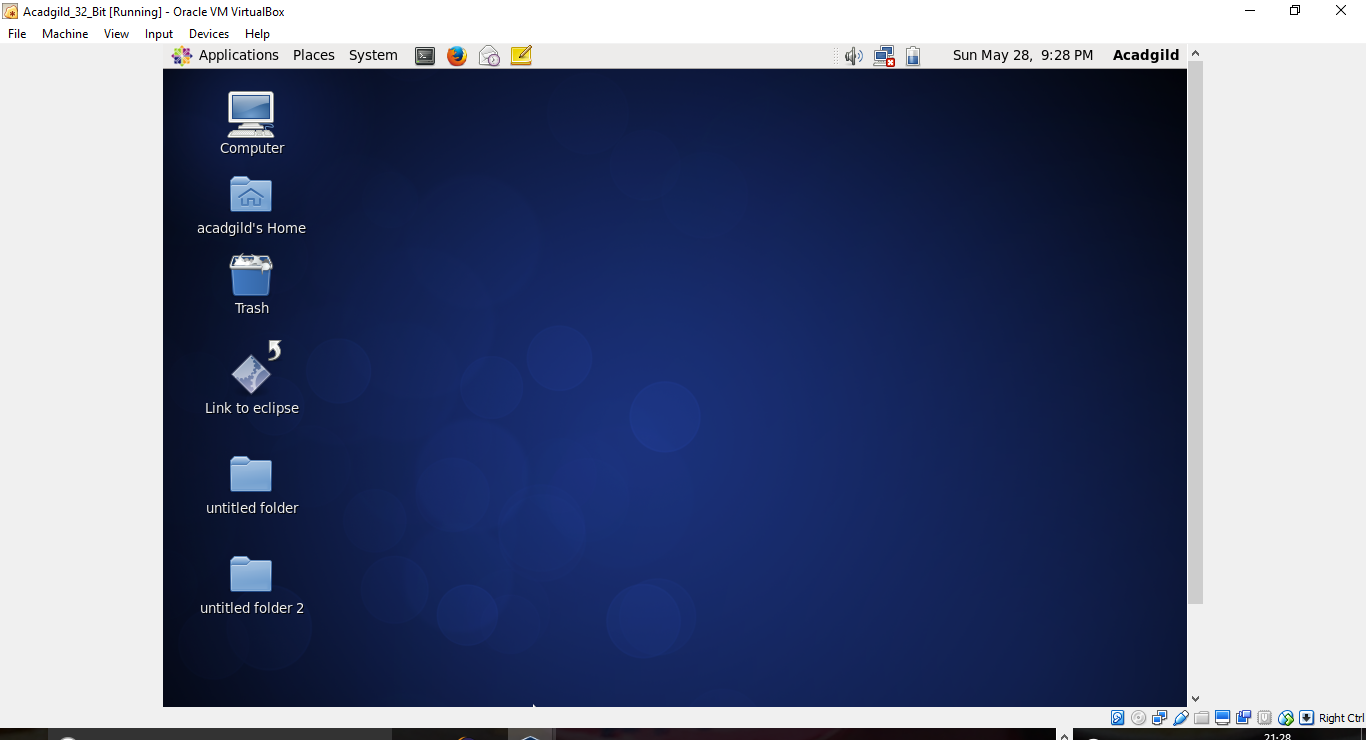 Acadgild_32_Bit [Running] - Oracle VM VirtualBox
File Machine View Input Devices Help
Applications Places System Sun May 28, 9:28 PM Acadgild
Computer
acadgild's Home
Trash
Link to eclipse
untitled folder
untitled folder 2
Right Ctrl
21:28